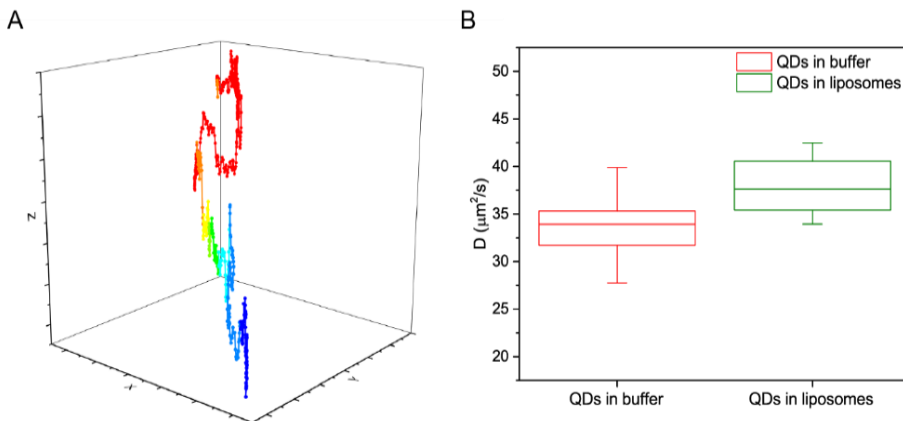 A
Z
X
Y
B
QDs in buffer
QDs in liposomes
D (μm²/s)
50
45
40
35
30
25
20
QDs in buffer
QDs in liposomes